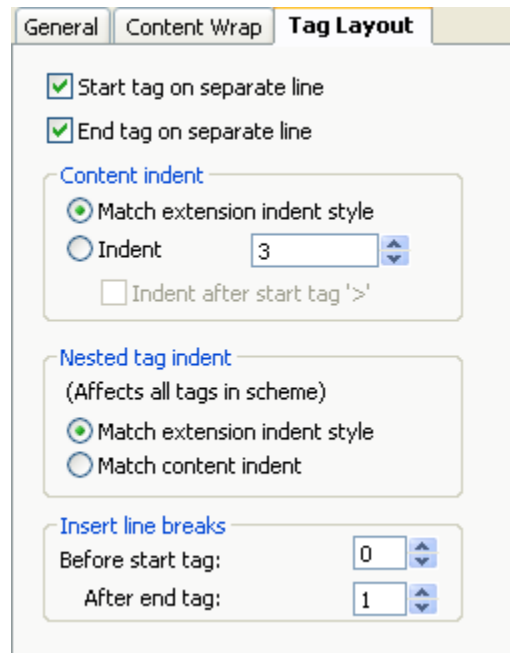 General Content Wrap Tag Layout
Start tag on separate line
End tag on separate line
Content indent
Match extension indent style
Indent 3
Indent after start tag '>'
Nested tag indent
(Affects all tags in scheme)
Match extension indent style
Match content indent
Insert line breaks
Before start tag: 0
After end tag: 1